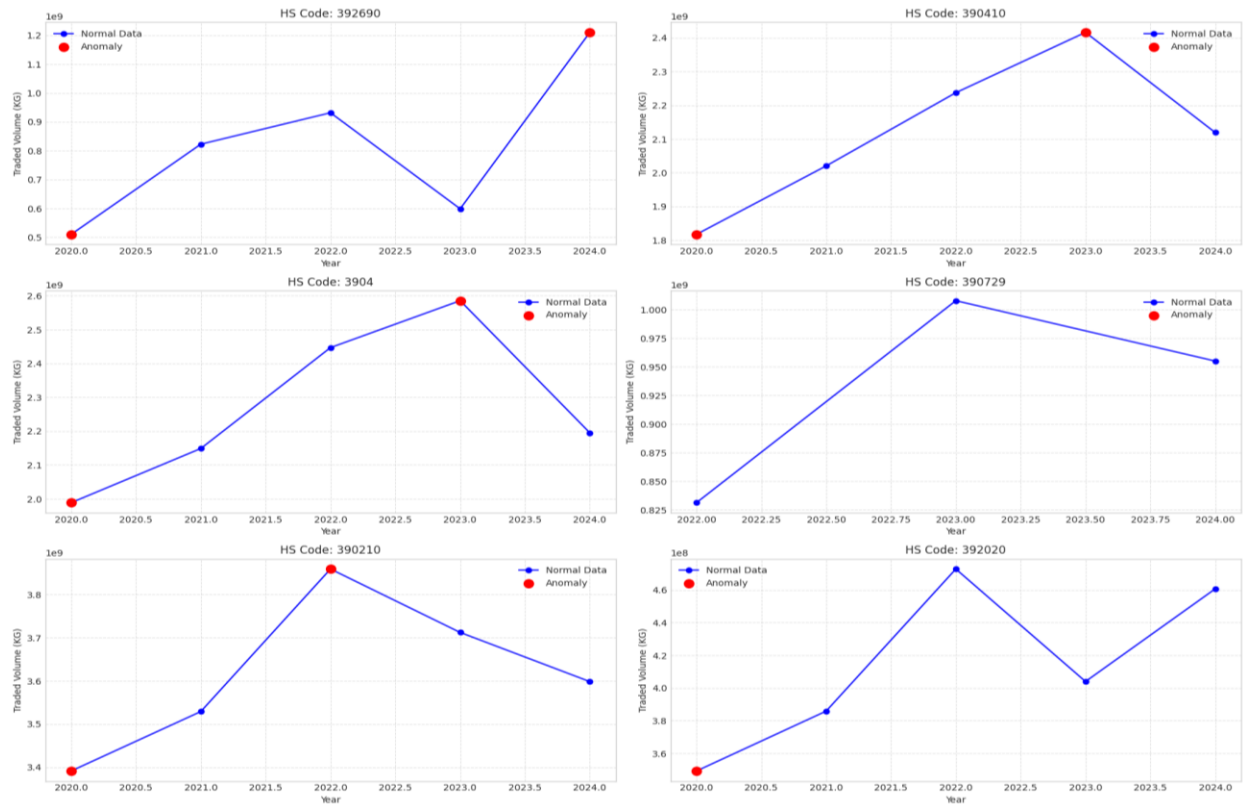 HS Code: 392690
1e9
Normal Data
Anomaly
Traded Volume (KG)
1.2
1.1
1.0
0.9
0.8
0.7
0.6
0.5
2020.0 2020.5 2021.0 2021.5 2022.0 2022.5 2023.0 2023.5 2024.0
Year
HS Code: 390410
1e9
Normal Data
Anomaly
Traded Volume (KG)
2.4
2.3
2.2
2.1
2.0
1.9
1.8
2020.0 2020.5 2021.0 2021.5 2022.0 2022.5 2023.0 2023.5 2024.0
Year
HS Code: 3904
1e9
Normal Data
Anomaly
Traded Volume (KG)
2.6
2.5
2.4
2.3
2.2
2.1
2.0
2020.0 2020.5 2021.0 2021.5 2022.0 2022.5 2023.0 2023.5 2024.0
Year
HS Code: 390729
1e9
Normal Data
Anomaly
Traded Volume (KG)
1.000
0.975
0.950
0.925
0.900
0.875
0.850
0.825
2022.00 2022.25 2022.50 2022.75 2023.00 2023.25 2023.50 2023.75 2024.00
Year
HS Code: 390210
1e9
Normal Data
Anomaly
Traded Volume (KG)
3.8
3.7
3.6
3.5
3.4
2020.0 2020.5 2021.0 2021.5 2022.0 2022.5 2023.0 2023.5 2024.0
Year
HS Code: 392020
1e8
Normal Data
Anomaly
Traded Volume (KG)
4.6
4.4
4.2
4.0
3.8
3.6
2020.0 2020.5 2021.0 2021.5 2022.0 2022.5 2023.0 2023.5 2024.0
Year